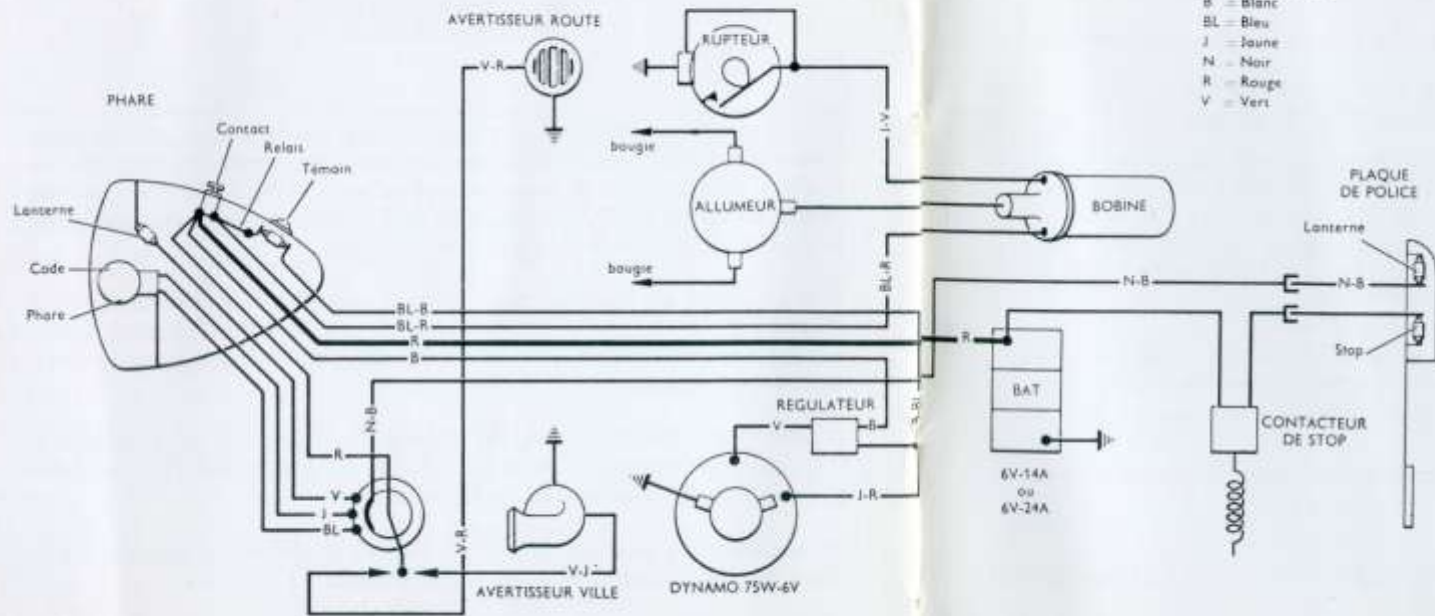 AVERTISSEUR ROUTE
V-R
RUPTEUR
B = Blanc
BL = Bleu
J = Jaune
N = Noir
R = Rouge
V = Vert
PHARE
Contact
Relais
Témoin
Lanterne
Code
Phare
bougie
J-V
ALLUMEUR
bougie
BOBINE
PLAQUE
DE POLICE
Lanterne
N-B
N-B
Stop
BL-R
BL-B
BL-R
R
R
B
BAT
6V-14A
ou
6V-24A
CONTACTEUR
DE STOP
REGULATEUR
V
B
N-B
R
V
J
BL
V-R
V-J
AVERTISSEUR VILLE
J-R
DYNAMO 75W-6V